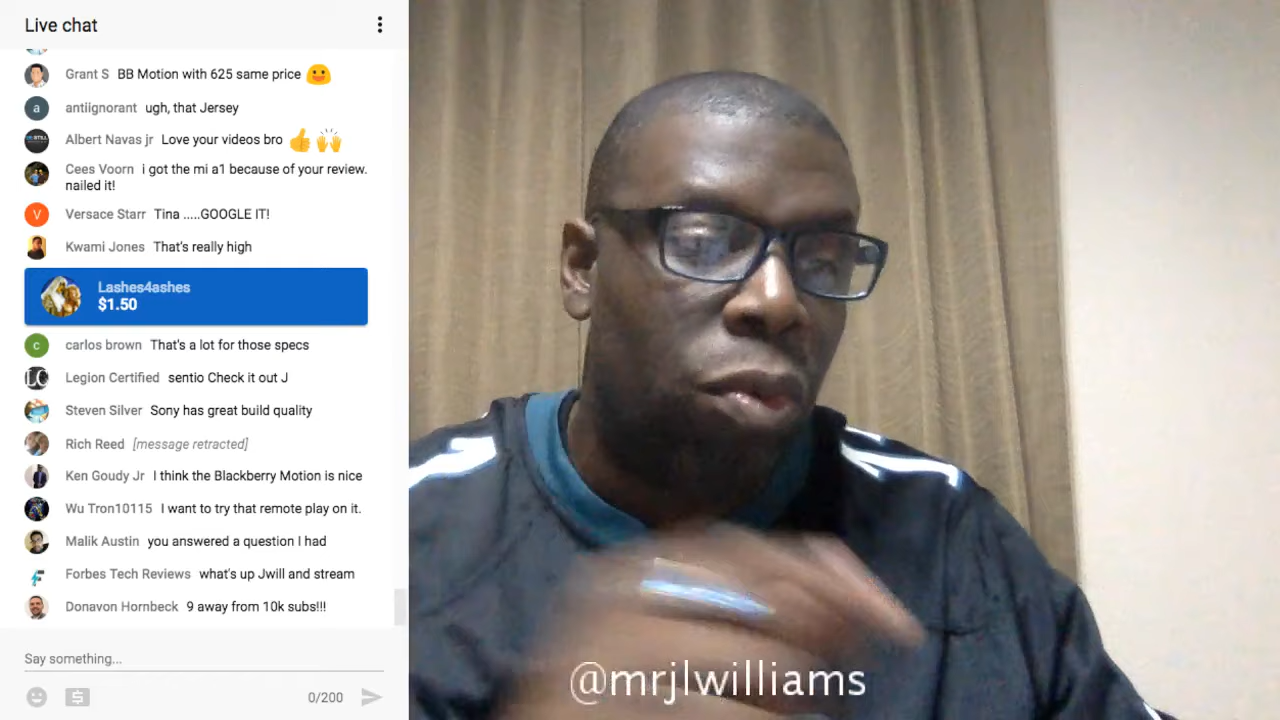 Live chat
Grant S BB Motion with 625 same price
a antiignorant ugh, that Jersey
Albert Navas jr Love your videos bro
Cees Voorn i got the mi a1 because of your review.
nailed it!
V Versace Starr Tina .....GOOGLE IT!
Kwami Jones That's really high
Lashes4ashes
$1.50
c carlos brown That's a lot for those specs
LC Legion Certified sentio Check it out J
Steven Silver Sony has great build quality
Rich Reed [message retracted]
Ken Goudy Jr I think the Blackberry Motion is nice
Wu Tron10115 I want to try that remote play on it.
Malik Austin you answered a question I had
Forbes Tech Reviews what's up Jwill and stream
Donavon Hornbeck 9 away from 10k subs!!!
Say something...
0/200
@mrjlwilliams